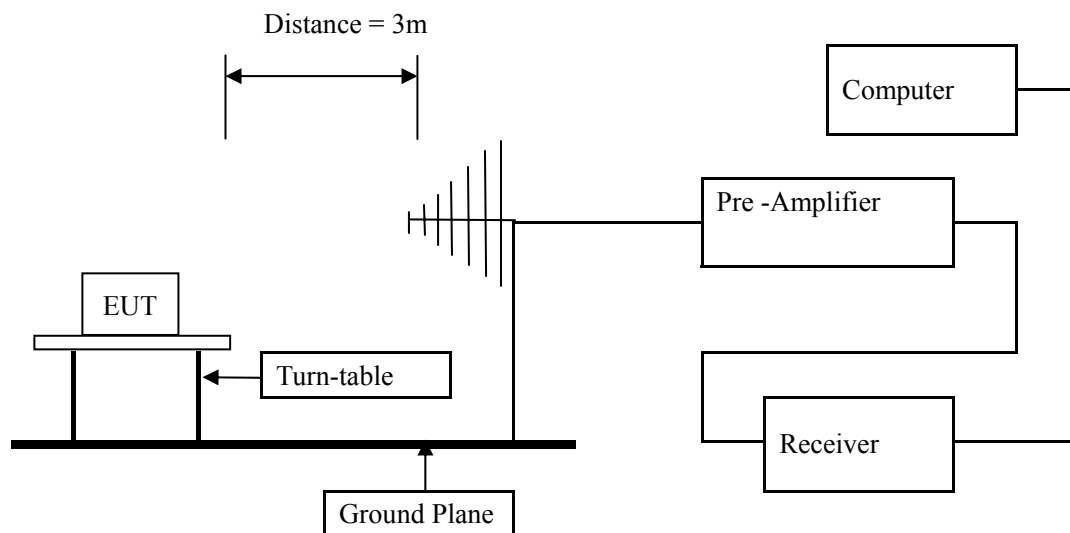 Distance = 3m
Computer
Pre -Amplifier
EUT
Turn-table
Receiver
Ground Plane